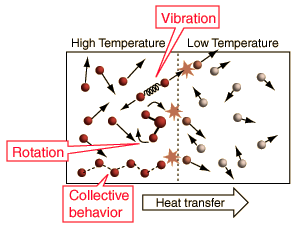 Vibration
High Temperature
Low Temperature
Rotation
Collective
behavior
Heat transfer